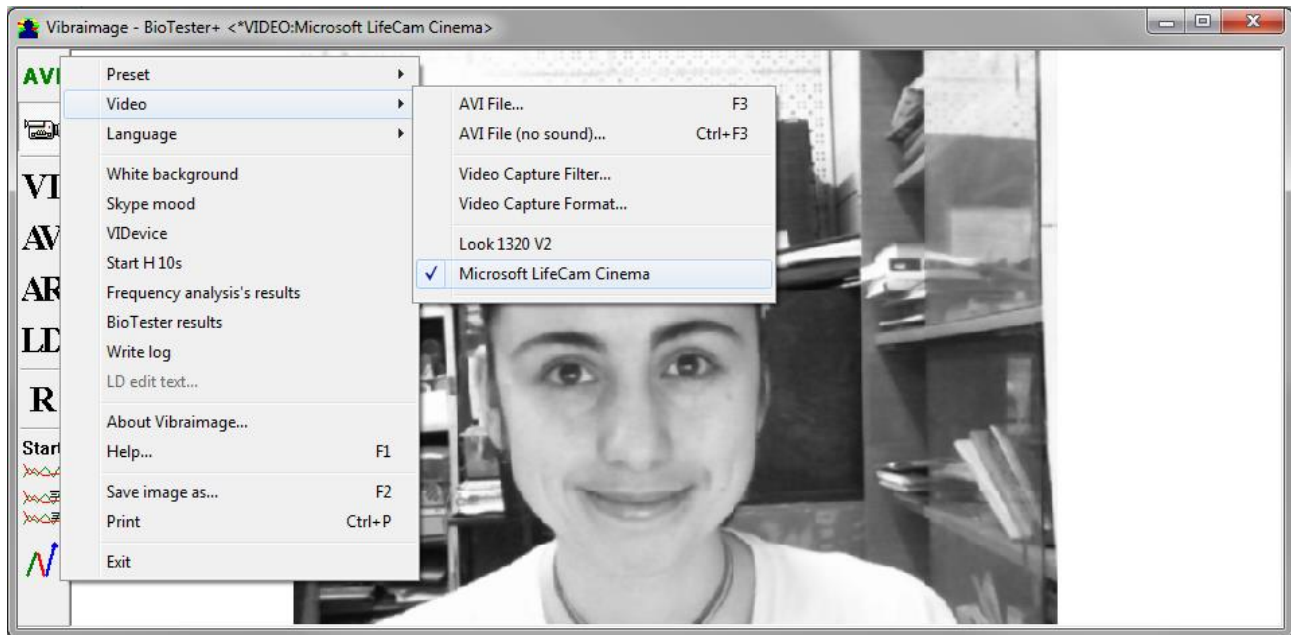 Vibraimage - BioTester+ <*VIDEO:Microsoft LifeCam Cinema>
AVI
VI
AV
AR
LD
R
Start
Preset
Video
Language
White background
Skype mood
VIDevice
Start H 10s
Frequency analysis's results
BioTester results
Write log
LD edit text...
About Vibraimage...
Help... F1
Save image as... F2
Print Ctrl+P
Exit
AVI File... F3
AVI File (no sound)... Ctrl+F3
Video Capture Filter...
Video Capture Format...
Look 1320 V2
✓ Microsoft LifeCam Cinema